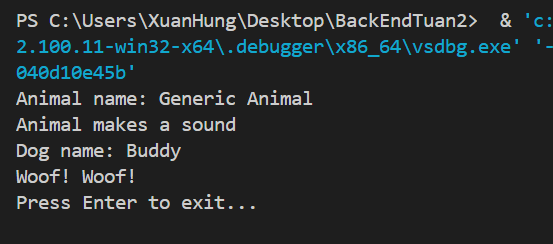 PS C:\Users\XuanHung\Desktop\BackEndTuan2>  & 'c:
2.100.11-win32-x64\.debugger\x86_64\vsdbg.exe' '-
040d10e45b'
Animal name: Generic Animal
Animal makes a sound
Dog name: Buddy
Woof! Woof!
Press Enter to exit...